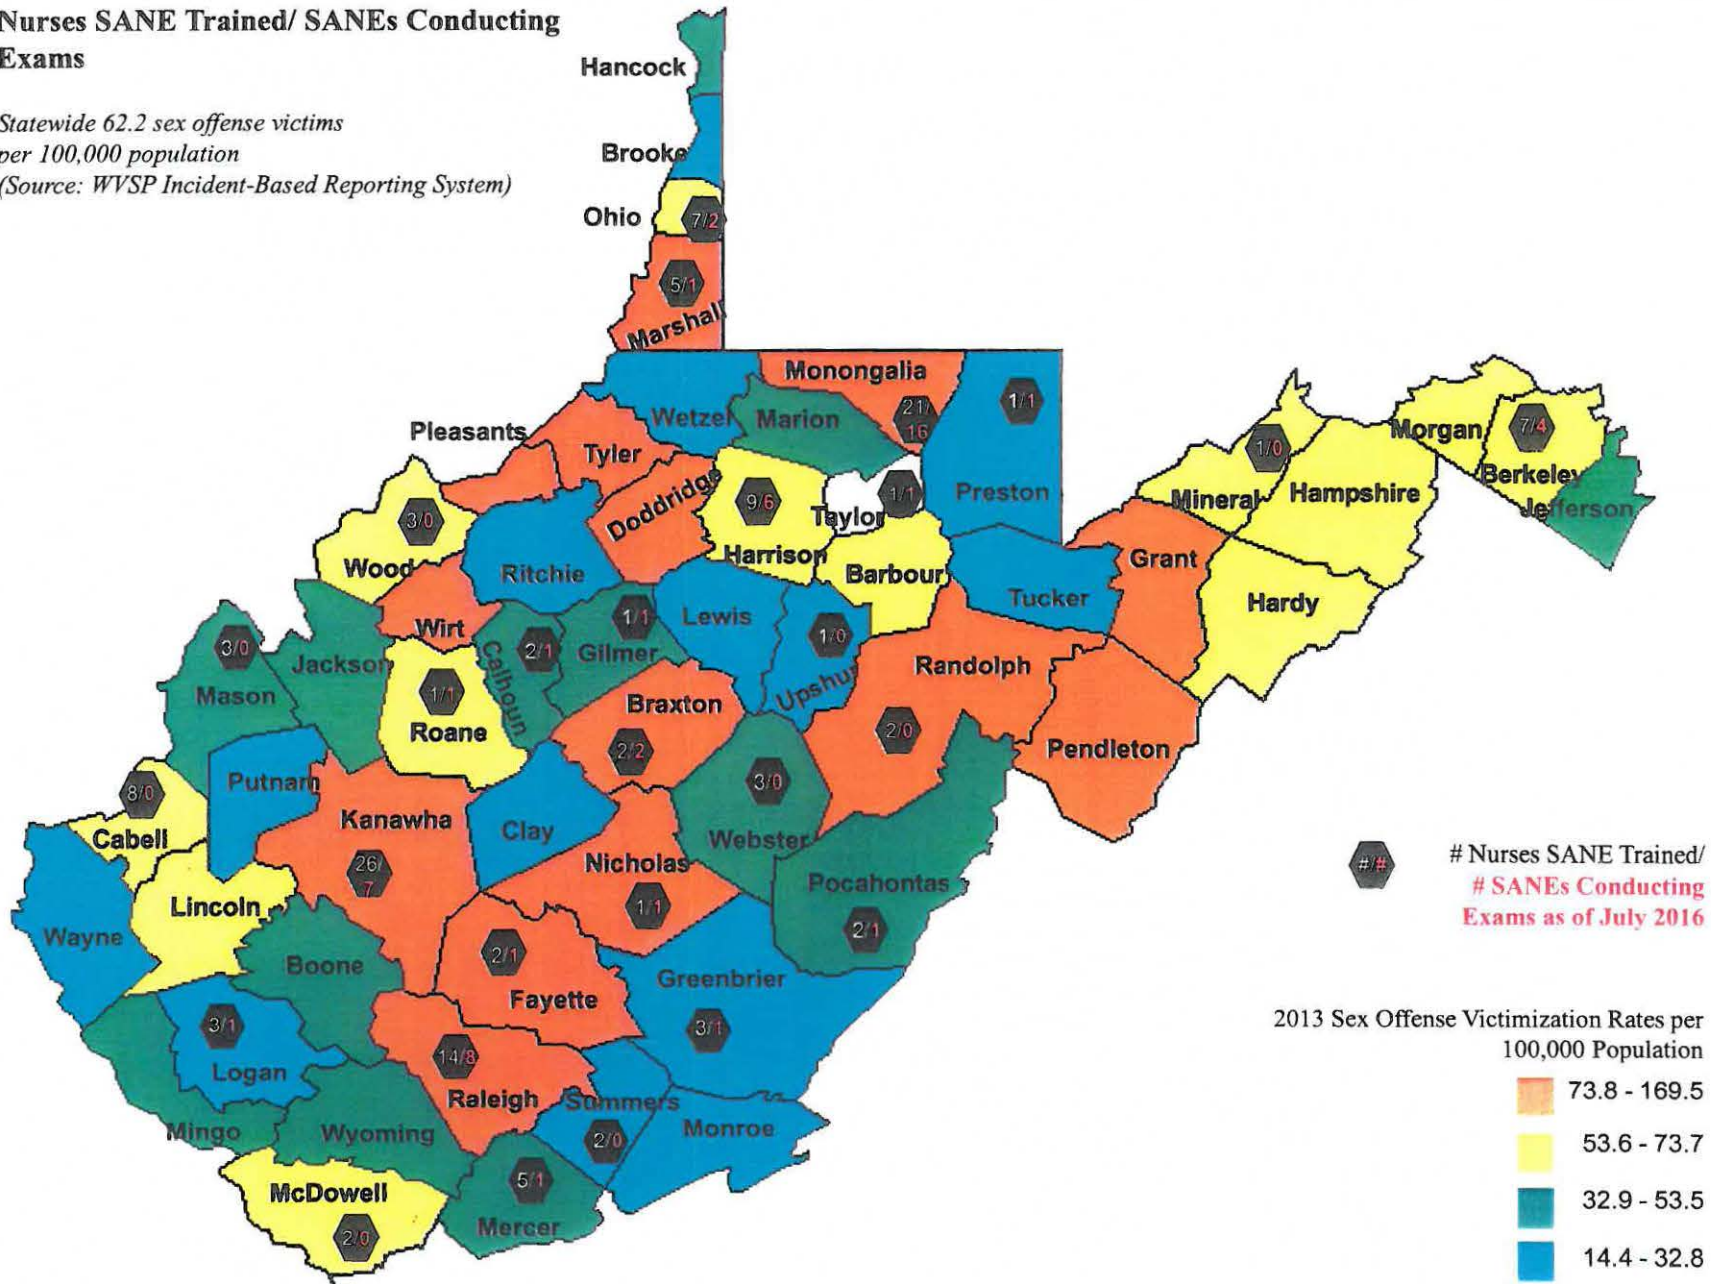 Nurses SANE Trained/ SANEs Conducting
Exams
Statewide 62.2 sex offense victims
per 100,000 population
(Source: WVSP Incident-Based Reporting System)
Hancock
Brooke
Ohio
7/2
5/1
Marshall
Monongalia
21/
16
1/1
Wetzel
Marion
Pleasants
Tyler
Doddridge
9/6
Harrison
Taylor
1/1
Preston
1/0
Mineral
Hampshire
Morgan
7/4
Berkeley
Jefferson
3/0
Wood
Ritchie
Barbour
Grant
Tucker
Hardy
Wirt
Lewis
1/1
Gilmer
2/1
Calhoun
1/0
Upshur
Randolph
2/0
Pendleton
3/0
Mason
Jackson
1/1
Roane
Braxton
2/2
3/0
Webster
Putnam
8/0
Cabell
Kanawha
26/
7
Clay
Nicholas
1/1
Pocahontas
2/1
Lincoln
Wayne
Boone
2/1
Fayette
Greenbrier
3/1
3/1
Logan
14/8
Raleigh
Summers
2/0
Monroe
Mingo
Wyoming
McDowell
2/0
5/1
Mercer
#/#
# Nurses SANE Trained/
# SANEs Conducting
Exams as of July 2016
2013 Sex Offense Victimization Rates per
100,000 Population
73.8 - 169.5
53.6 - 73.7
32.9 - 53.5
14.4 - 32.8